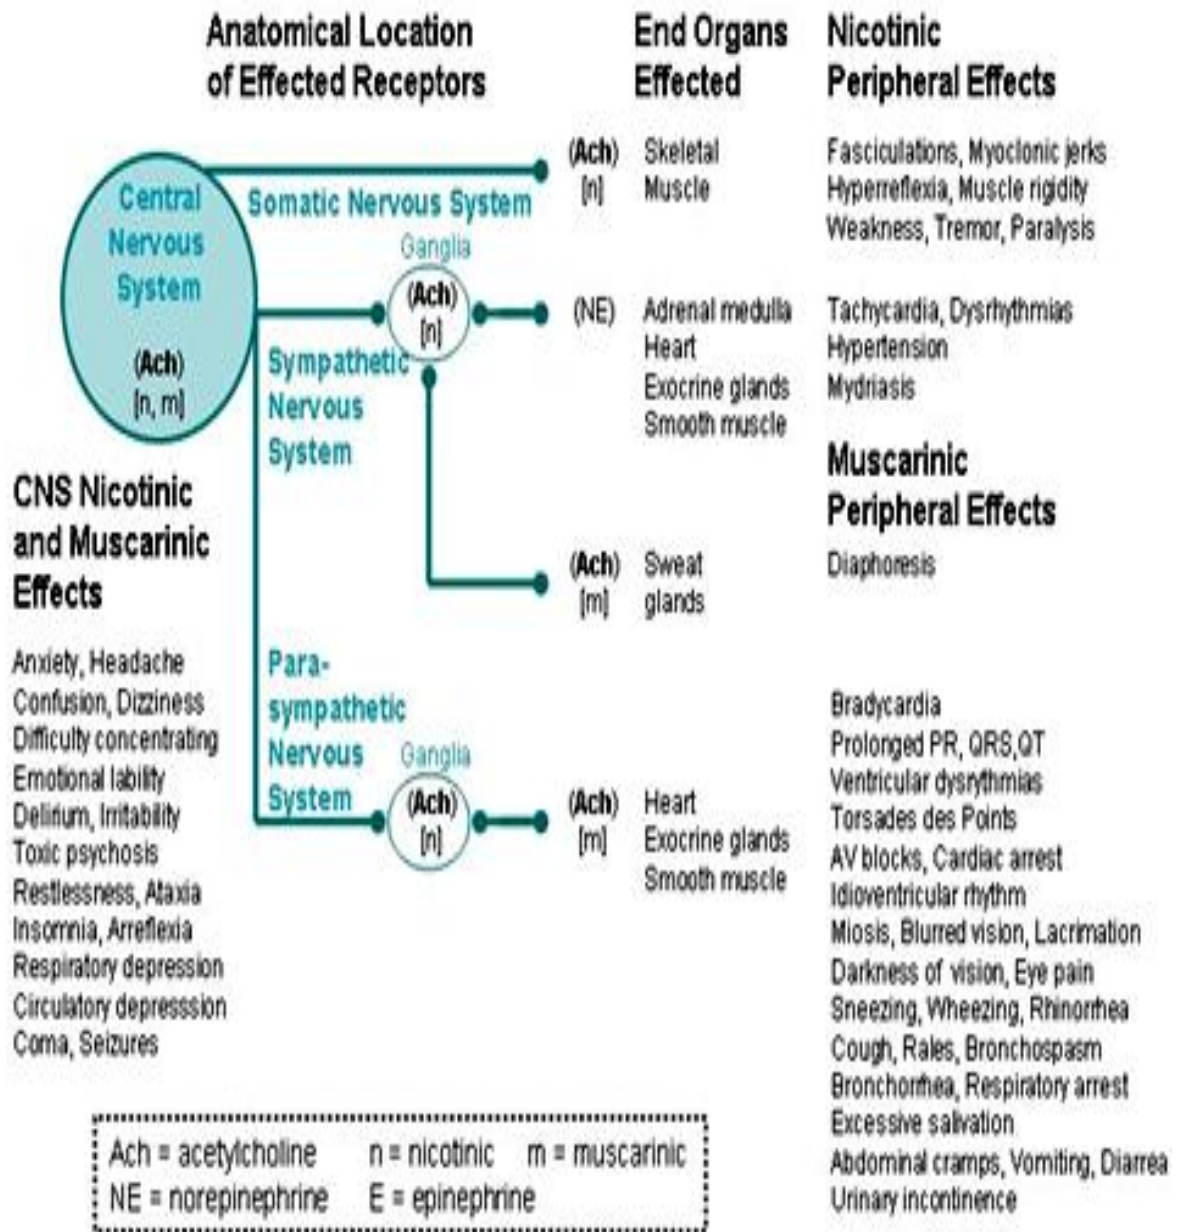 Anatomical Location
of Effected Receptors
End Organs
Effected
Nicotinic
Peripheral Effects
Central
Nervous
System
(Ach)
[n, m]
Somatic Nervous System
(Ach)
[n]
Skeletal
Muscle
Fasciculations, Myoclonic jerks
Hyperreflexia, Muscle rigidity
Weakness, Tremor, Paralysis
Ganglia
(Ach)
[n]
Sympathetic
Nervous
System
(NE)
Adrenal medulla
Heart
Exocrine glands
Smooth muscle
Tachycardia, Dysrhythmias
Hypertension
Mydriasis
Muscarinic
Peripheral Effects
(Ach)
[m]
Sweat
glands
Diaphoresis
CNS Nicotinic
and Muscarinic
Effects
Anxiety, Headache
Confusion, Dizziness
Difficulty concentrating
Emotional lability
Delirium, Irritability
Toxic psychosis
Restlessness, Ataxia
Insomnia, Arreflexia
Respiratory depression
Circulatory depresssion
Coma, Seizures
Para-
sympathetic
Nervous
System
Ganglia
(Ach)
[n]
(Ach)
[m]
Heart
Exocrine glands
Smooth muscle
Bradycardia
Prolonged PR, QRS,QT
Ventricular dysrythmias
Torsades des Points
AV blocks, Cardiac arrest
Idioventricular rhythm
Miosis, Blurred vision, Lacrimation
Darkness of vision, Eye pain
Sneezing, Wheezing, Rhinorrhea
Cough, Rales, Bronchospasm
Bronchorrhea, Respiratory arrest
Excessive salivation
Abdominal cramps, Vomiting, Diarrea
Urinary incontinence
Ach = acetylcholine n = nicotinic m = muscarinic
NE = norepinephrine E = epinephrine